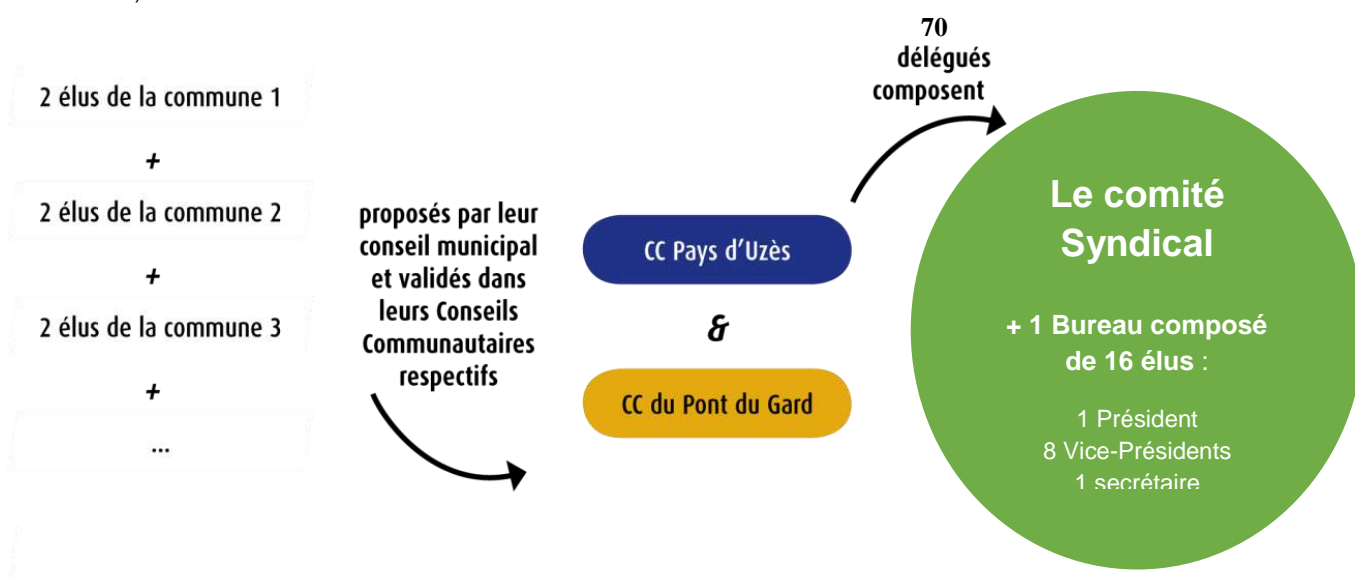 2 élus de la commune 1
+
2 élus de la commune 2
+
2 élus de la commune 3
+
...
proposés par leur
conseil municipal
et validés dans
leurs Conseils
Communautaires
respectifs
CC Pays d'Uzès
&
CC du Pont du Gard
70
délégués
composent
Le comité
Syndical
+ 1 Bureau composé
de 16 élus :
1 Président
8 Vice-Présidents
1 secrétaire